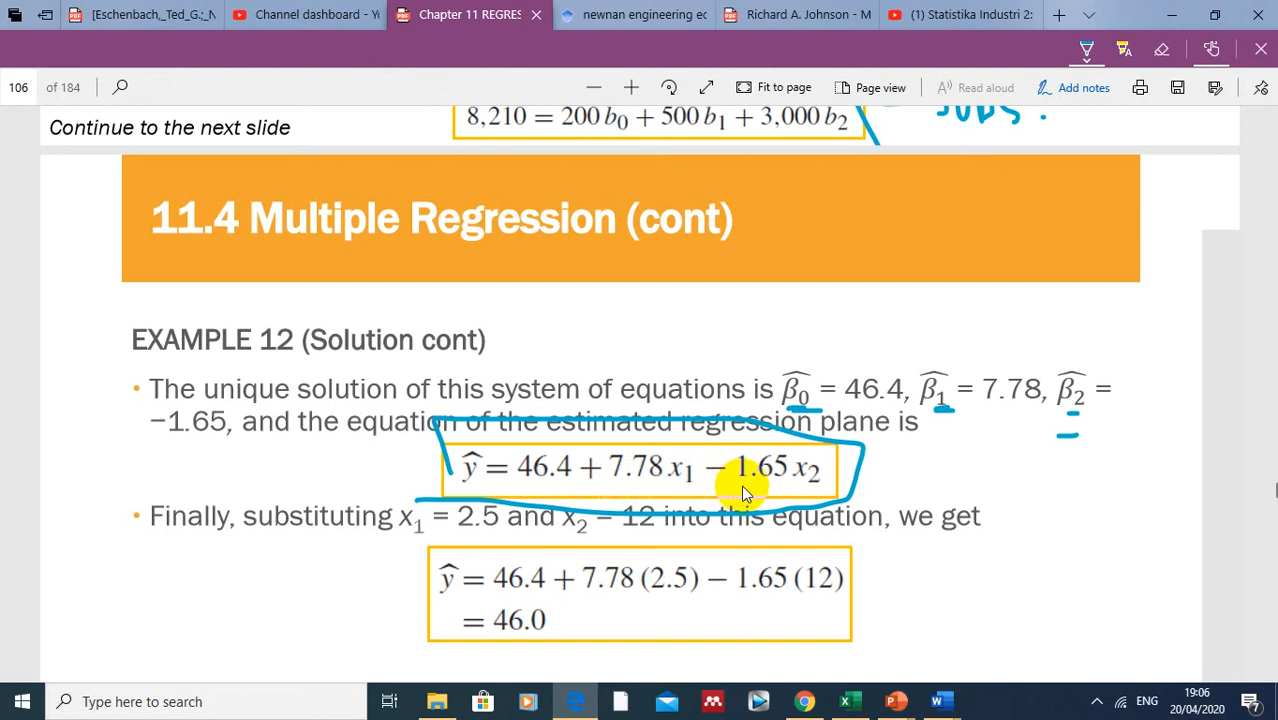 [Eschenbach,_Ted_G.;_N
Channel dashboard - Yo
Chapter 11 REGRES
newnan engineering ec
Richard A. Johnson - M
(1) Statistika Industri 2:
106 of 184
Fit to page
Page view
Read aloud
Add notes
8,210 = 200 b0 + 500 b1 + 3,000 b2
Continue to the next slide
11.4 Multiple Regression (cont)
EXAMPLE 12 (Solution cont)
• The unique solution of this system of equations is β̂0 = 46.4, β̂1 = 7.78, β̂2 =
−1.65, and the equation of the estimated regression plane is
ŷ = 46.4 + 7.78 x1 − 1.65 x2
• Finally, substituting x1 = 2.5 and x2 = 12 into this equation, we get
ŷ = 46.4 + 7.78 (2.5) − 1.65 (12)
= 46.0
Type here to search
ENG
19:06
20/04/2020
7